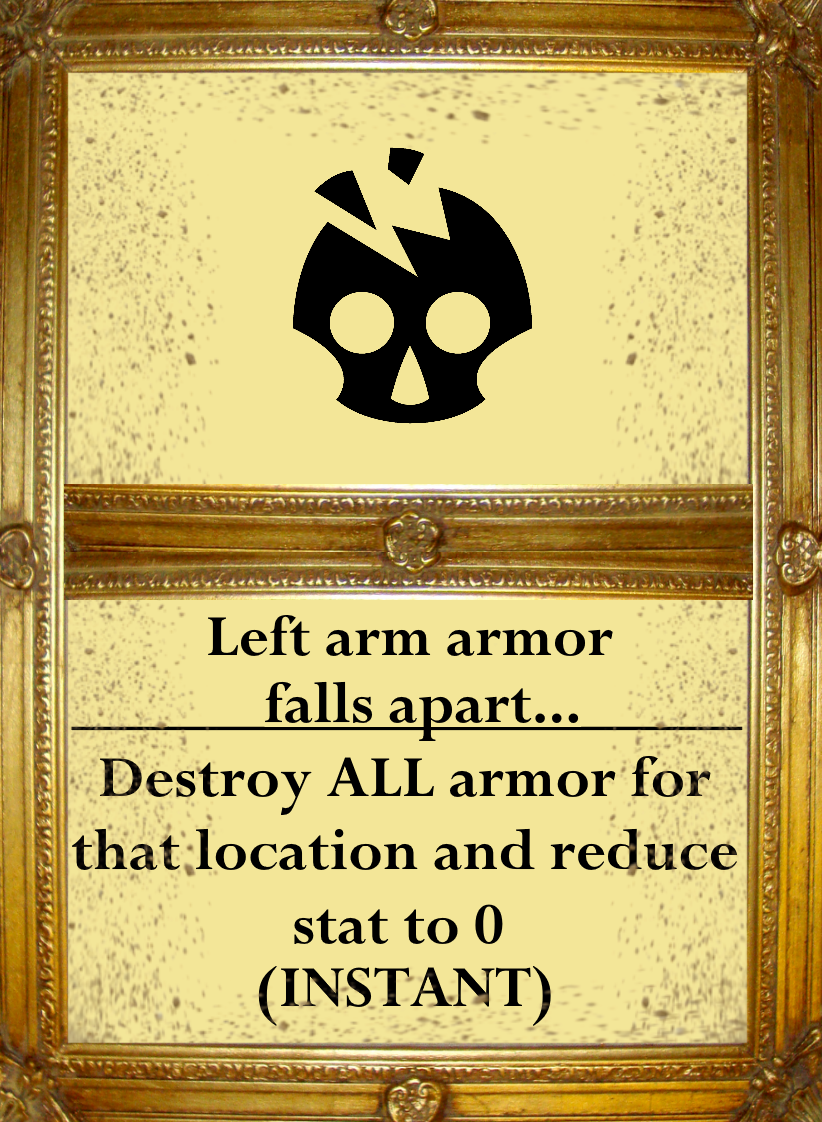 Left arm armor
falls apart...
Destroy ALL armor for
that location and reduce
stat to 0
(INSTANT)